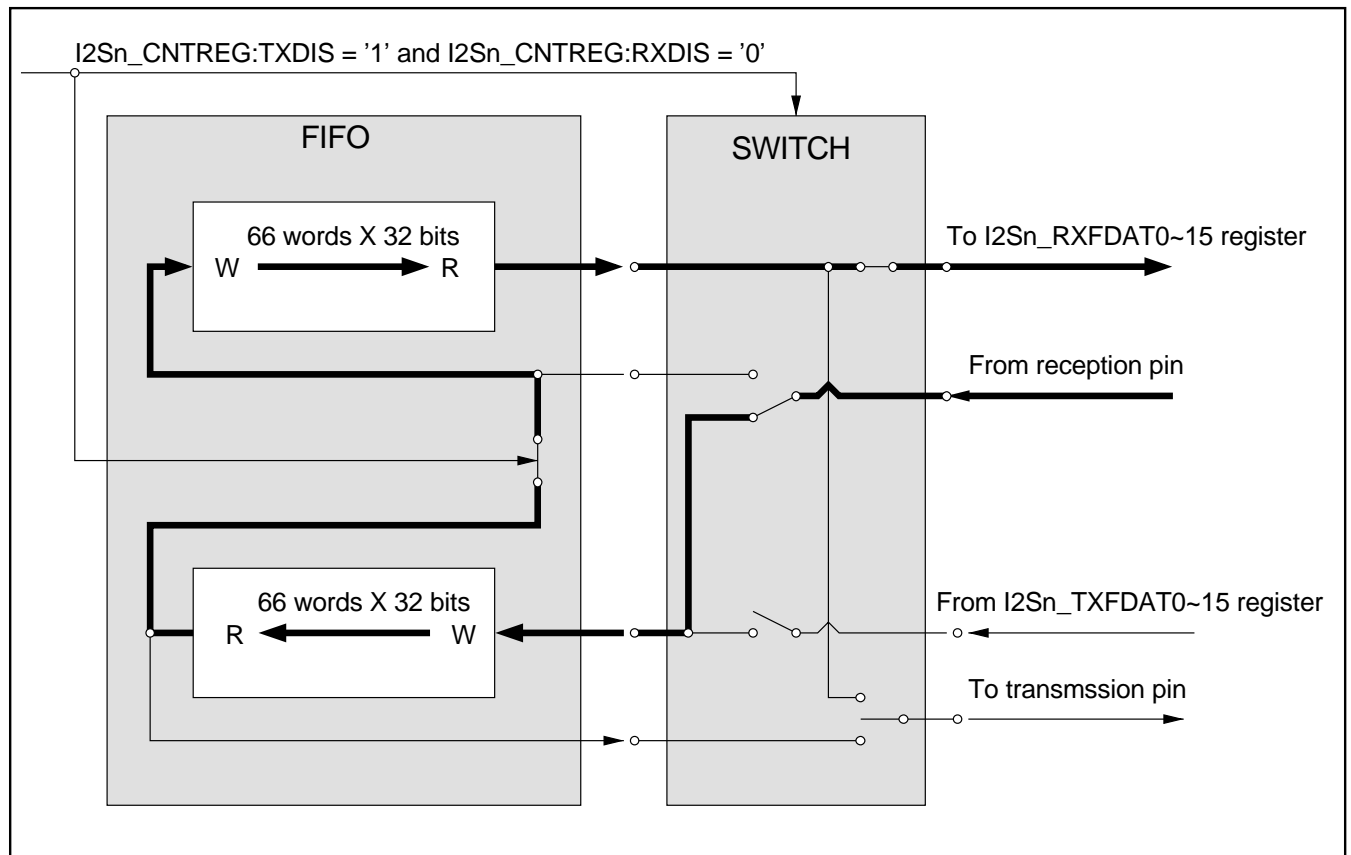 I2Sn_CNTREG:TXDIS = '1' and I2Sn_CNTREG:RXDIS = '0'
FIFO
SWITCH
66 words X 32 bits
W R
To I2Sn_RXFDAT0~15 register
From reception pin
66 words X 32 bits
R W
From I2Sn_TXFDAT0~15 register
To transmssion pin